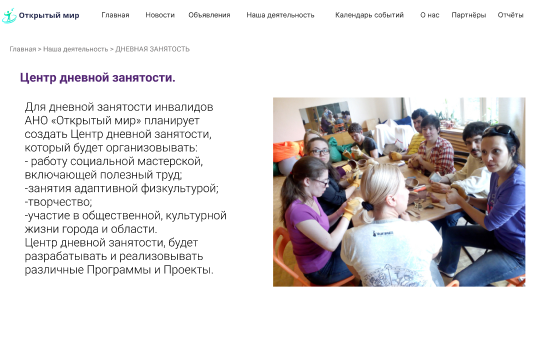 Открытый мир
Главная Новости Объявления Наша деятельность Календарь событий О нас Партнёры Отчёты
Главная > Наша деятельность > ДНЕВНАЯ ЗАНЯТОСТЬ
Центр дневной занятости.
Для дневной занятости инвалидов
АНО «Открытый мир» планирует
создать Центр дневной занятости,
который будет организовывать:
- работу социальной мастерской,
включающей полезный труд;
-занятия адаптивной физкультурой;
-творчество;
-участие в общественной, культурной
жизни города и области.
Центр дневной занятости, будет
разрабатывать и реализовывать
различные Программы и Проекты.